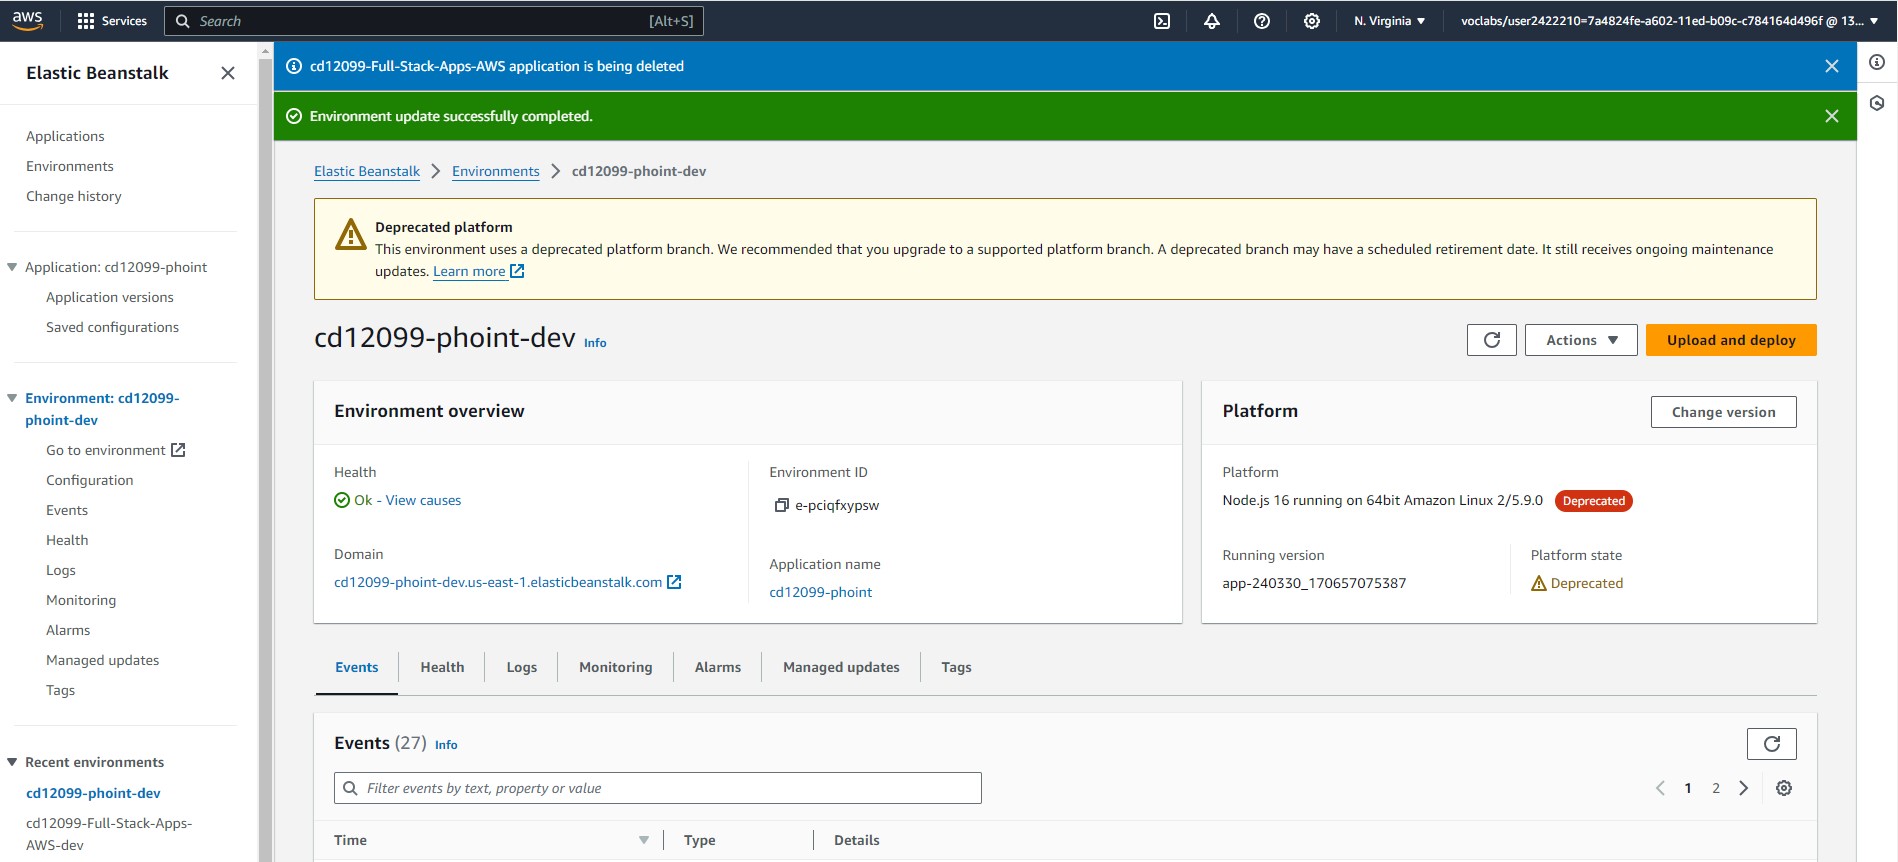 aws
Services
Search
[Alt+S]
N. Virginia
voclabs/user2422210=7a4824fe-a602-11ed-b09c-c784164d496f @ 13...
Elastic Beanstalk
Applications
Environments
Change history
Application: cd12099-phoint
Application versions
Saved configurations
Environment: cd12099-
phoint-dev
Go to environment
Configuration
Events
Health
Logs
Monitoring
Alarms
Managed updates
Tags
Recent environments
cd12099-phoint-dev
cd12099-Full-Stack-Apps-
AWS-dev
cd12099-Full-Stack-Apps-AWS application is being deleted
Environment update successfully completed.
Elastic Beanstalk
Environments
cd12099-phoint-dev
Deprecated platform
This environment uses a deprecated platform branch. We recommended that you upgrade to a supported platform branch. A deprecated branch may have a scheduled retirement date. It still receives ongoing maintenance
updates. Learn more
cd12099-phoint-dev Info
Actions
Upload and deploy
Environment overview
Health
Ok - View causes
Domain
cd12099-phoint-dev.us-east-1.elasticbeanstalk.com
Environment ID
e-pciqfxypsw
Application name
cd12099-phoint
Platform
Change version
Platform
Node.js 16 running on 64bit Amazon Linux 2/5.9.0 Deprecated
Running version
app-240330_170657075387
Platform state
Deprecated
Events
Health
Logs
Monitoring
Alarms
Managed updates
Tags
Events (27) Info
Filter events by text, property or value
1
2
Time
Type
Details